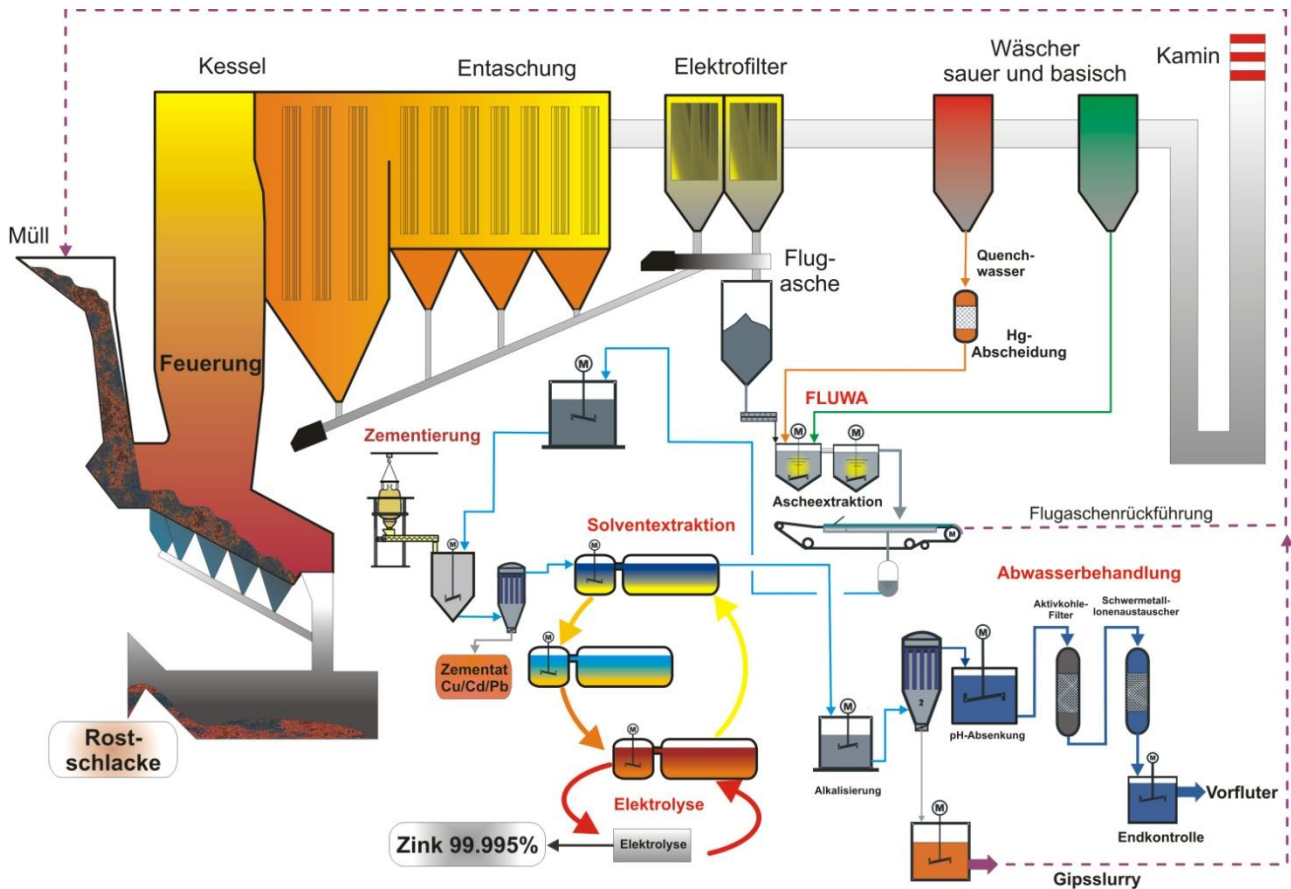 Kessel
Entaschung
Elektrofilter
Wäscher
sauer und basisch
Kamin
Müll
Flug-
asche
Quench-
wasser
Hg-
Abscheidung
Feuerung
M
FLUWA
Zementierung
M
M
Ascheextraktion
Solventextraktion
Flugaschenrückführung
M
M
M
Abwasserbehandlung
Aktivkohle-
Filter
Schwermetall-
Ionenaustauscher
M
M
Zementat
Cu/Cd/Pb
2
pH-Absenkung
Rost-
schlacke
M
M
Alkalisierung
M
Vorfluter
Elektrolyse
Endkontrolle
Zink 99.995%
Elektrolyse
M
Gipsslurry